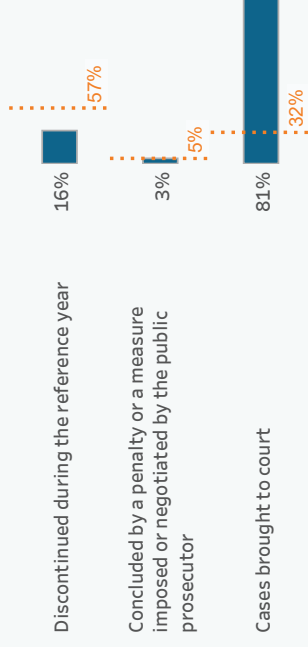 Discontinued during the reference year
16%
57%
Concluded by a penalty or a measure
imposed or negotiated by the public
prosecutor
3%
5%
Cases brought to court
81%
32%